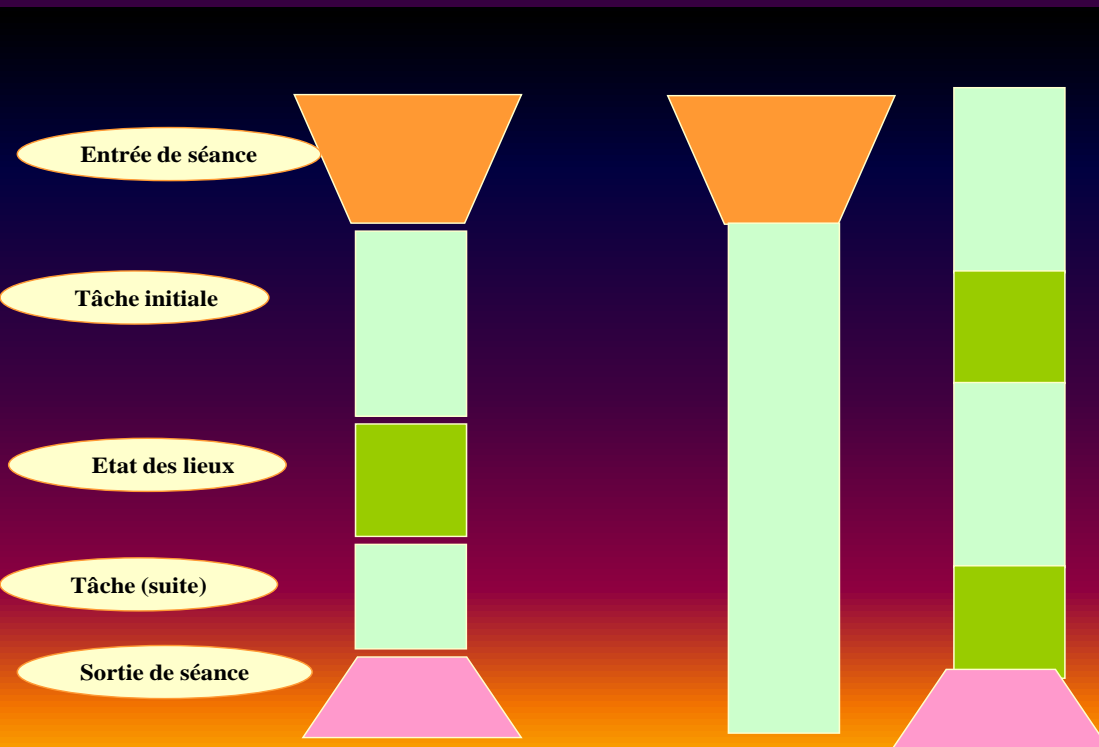 Entrée de séance
Tâche initiale
Etat des lieux
Tâche (suite)
Sortie de séance